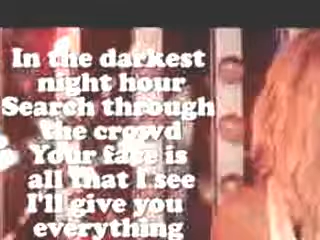 In the darkest
night hour
Search through
the crowd
Your face is
all that I see
I'll give you
everything